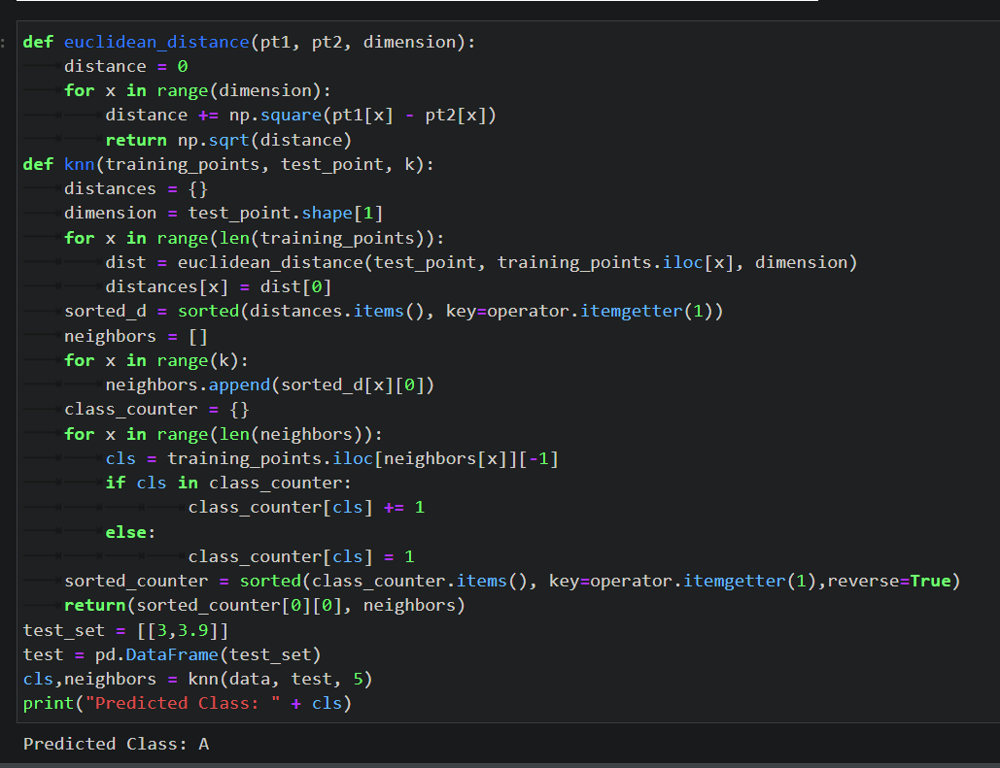 def euclidean_distance(pt1, pt2, dimension):
    distance = 0
    for x in range(dimension):
        distance += np.square(pt1[x] - pt2[x])
        return np.sqrt(distance)
def knn(training_points, test_point, k):
    distances = {}
    dimension = test_point.shape[1]
    for x in range(len(training_points)):
        dist = euclidean_distance(test_point, training_points.iloc[x], dimension)
        distances[x] = dist[0]
    sorted_d = sorted(distances.items(), key=operator.itemgetter(1))
    neighbors = []
    for x in range(k):
        neighbors.append(sorted_d[x][0])
    class_counter = {}
    for x in range(len(neighbors)):
        cls = training_points.iloc[neighbors[x]][-1]
        if cls in class_counter:
                class_counter[cls] += 1
        else:
                class_counter[cls] = 1
    sorted_counter = sorted(class_counter.items(), key=operator.itemgetter(1),reverse=True)
    return(sorted_counter[0][0], neighbors)
test_set = [[3,3.9]]
test = pd.DataFrame(test_set)
cls,neighbors = knn(data, test, 5)
print("Predicted Class: " + cls)
Predicted Class: A